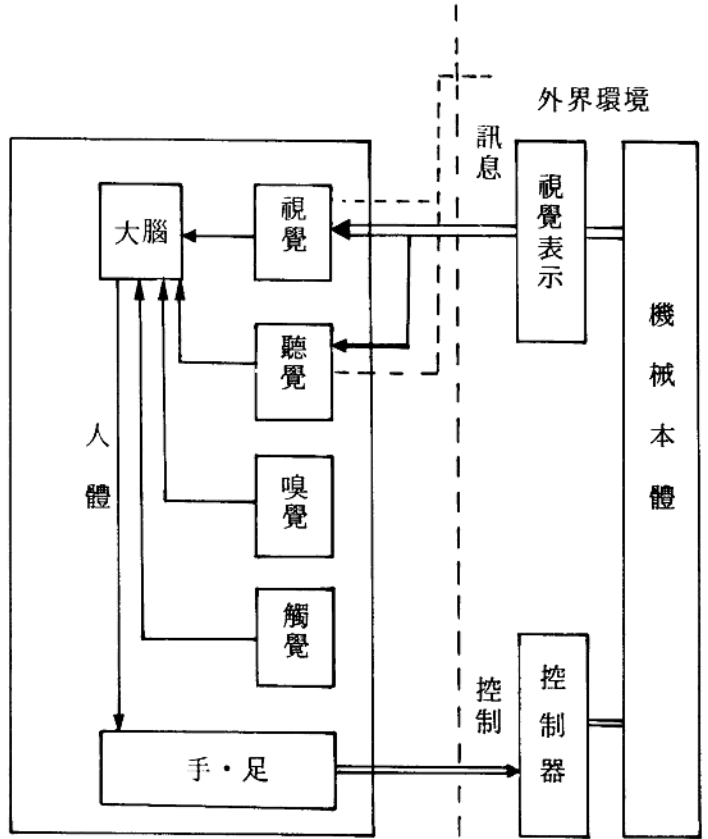 外界環境
訊息
視覺表示
機械本體
大腦
視覺
聽覺
人體
嗅覺
觸覺
手・足
控制
控制器